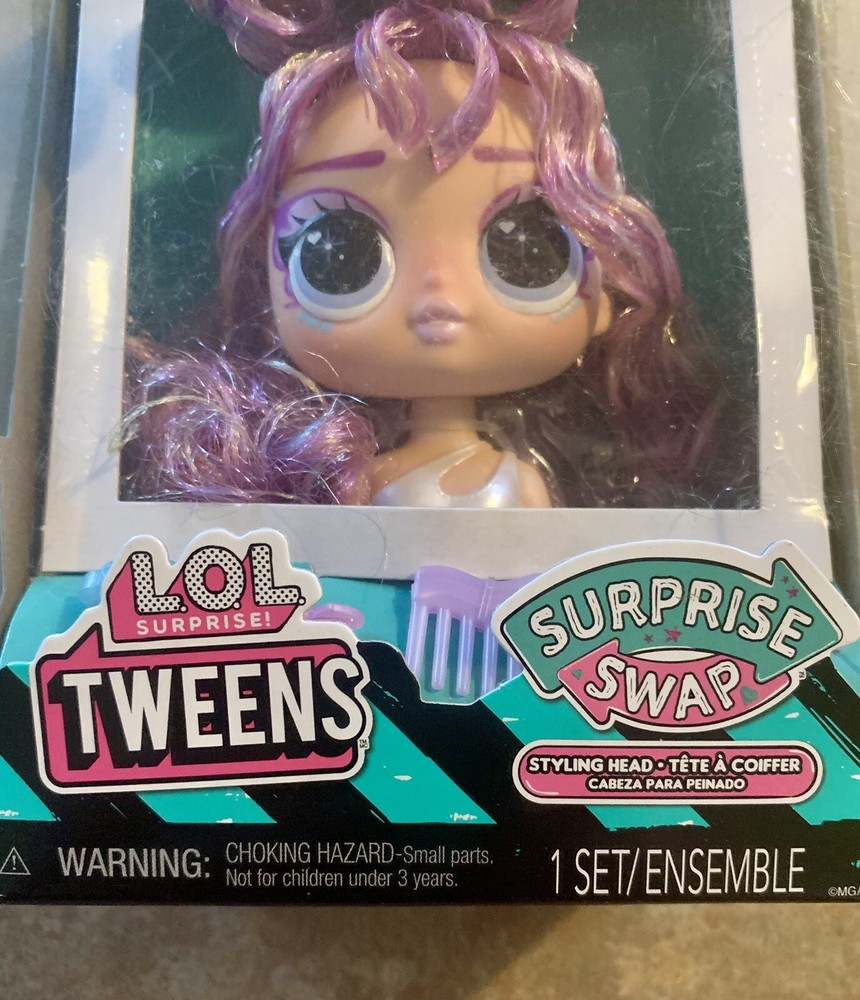 L.O.L.
SURPRISE!
TWEENS
TM
SURPRISE
SWAP
STYLING HEAD • TÊTE À COIFFER
CABEZA PARA PEINADO
WARNING: CHOKING HAZARD-Small parts.
Not for children under 3 years.
1 SET/ENSEMBLE
©MGA